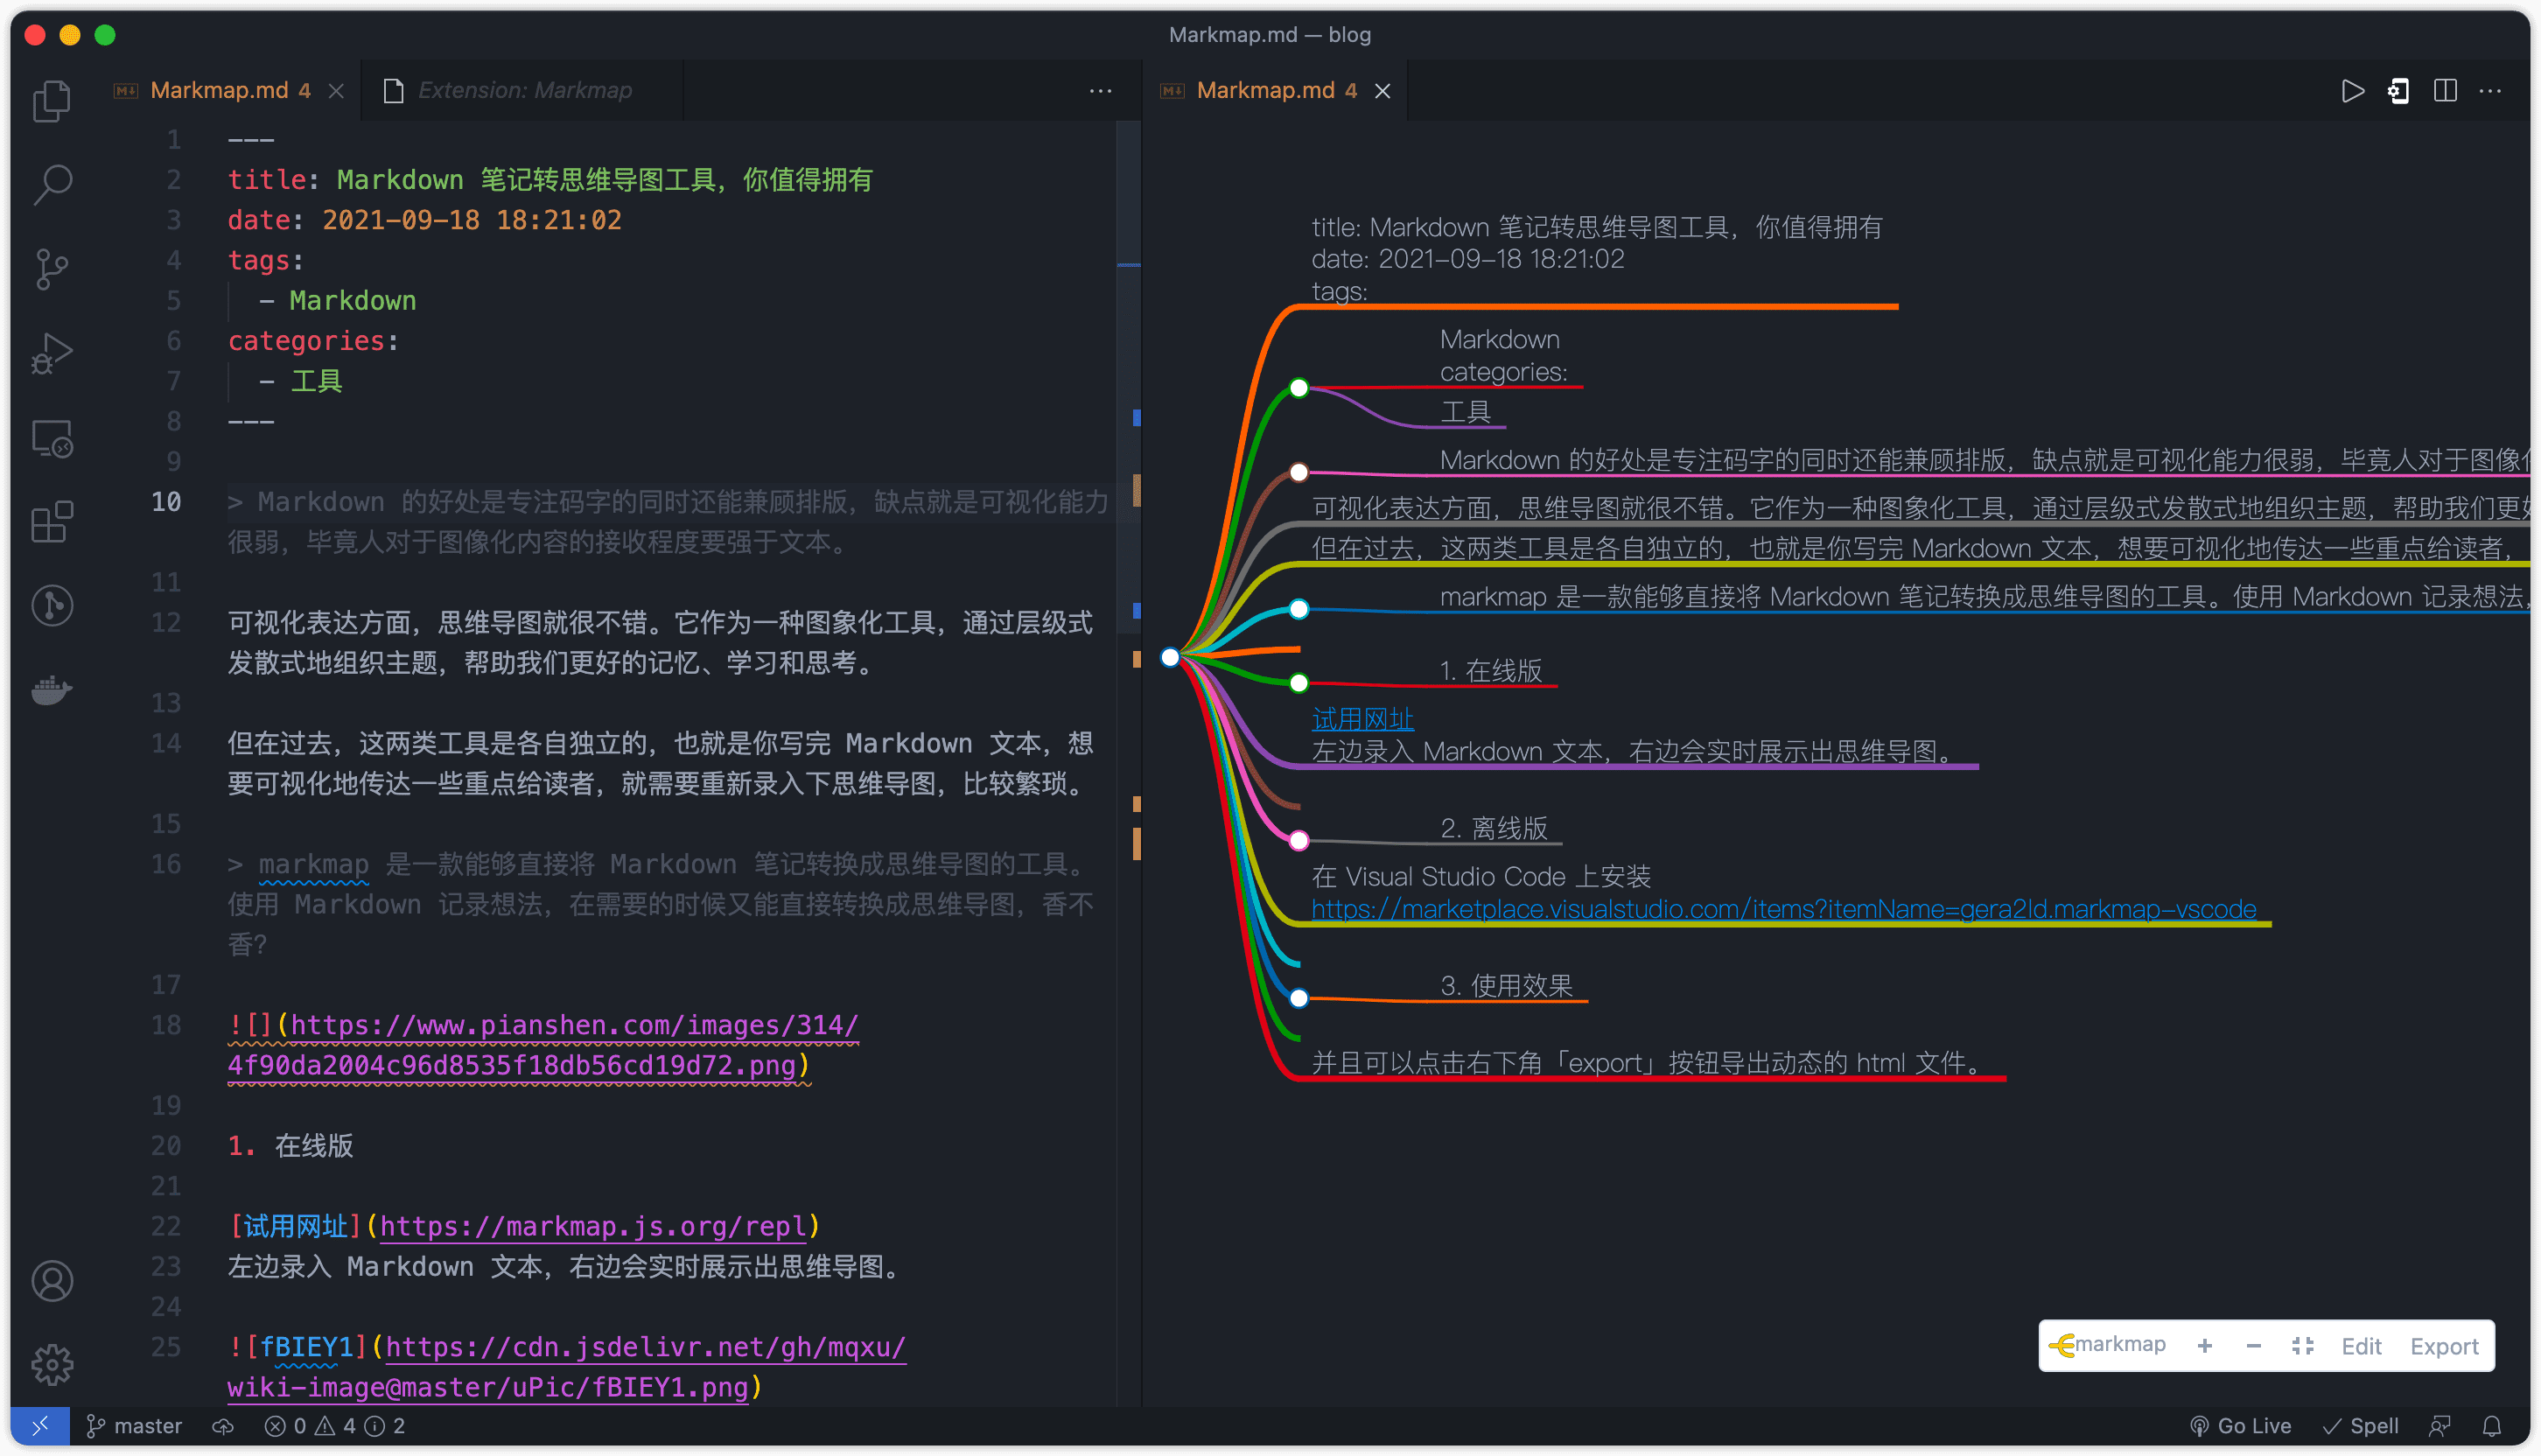 Markmap.md — blog
Markmap.md 4
Extension: Markmap
1 ---
2 title: Markdown 笔记转思维导图工具，你值得拥有
3 date: 2021-09-18 18:21:02
4 tags:
5 - Markdown
6 categories:
7 - 工具
8 ---
9
10 > Markdown 的好处是专注码字的同时还能兼顾排版，缺点就是可视化能力
很弱，毕竟人对于图像化内容的接收程度要强于文本。
11
12 可视化表达方面，思维导图就很不错。它作为一种图象化工具，通过层级式
发散式地组织主题，帮助我们更好的记忆、学习和思考。
13
14 但在过去，这两类工具是各自独立的，也就是你写完 Markdown 文本，想
要可视化地传达一些重点给读者，就需要重新录入下思维导图，比较繁琐。
15
16 > markmap 是一款能够直接将 Markdown 笔记转换成思维导图的工具。
使用 Markdown 记录想法，在需要的时候又能直接转换成思维导图，香不
香？
17
18 ![](https://www.pianshen.com/images/314/
4f90da2004c96d8535f18db56cd19d72.png)
19
20 1. 在线版
21
22 [试用网址](https://markmap.js.org/repl)
23 左边录入 Markdown 文本，右边会实时展示出思维导图。
24
25 ![fBIEY1](https://cdn.jsdelivr.net/gh/mqxu/
wiki-image@master/uPic/fBIEY1.png)
Markmap.md 4
title: Markdown 笔记转思维导图工具，你值得拥有
date: 2021-09-18 18:21:02
tags:
Markdown
categories:
工具
Markdown 的好处是专注码字的同时还能兼顾排版，缺点就是可视化能力很弱，毕竟人对于图像
可视化表达方面，思维导图就很不错。它作为一种图象化工具，通过层级式发散式地组织主题，帮助我们更
但在过去，这两类工具是各自独立的，也就是你写完 Markdown 文本，想要可视化地传达一些重点给读者，
markmap 是一款能够直接将 Markdown 笔记转换成思维导图的工具。使用 Markdown 记录想法，
1. 在线版
试用网址
左边录入 Markdown 文本，右边会实时展示出思维导图。
2. 离线版
在 Visual Studio Code 上安装
https://marketplace.visualstudio.com/items?itemName=gera2ld.markmap-vscode
3. 使用效果
并且可以点击右下角「export」按钮导出动态的 html 文件。
markmap + − Edit Export
master 0 4 2
Go Live Spell